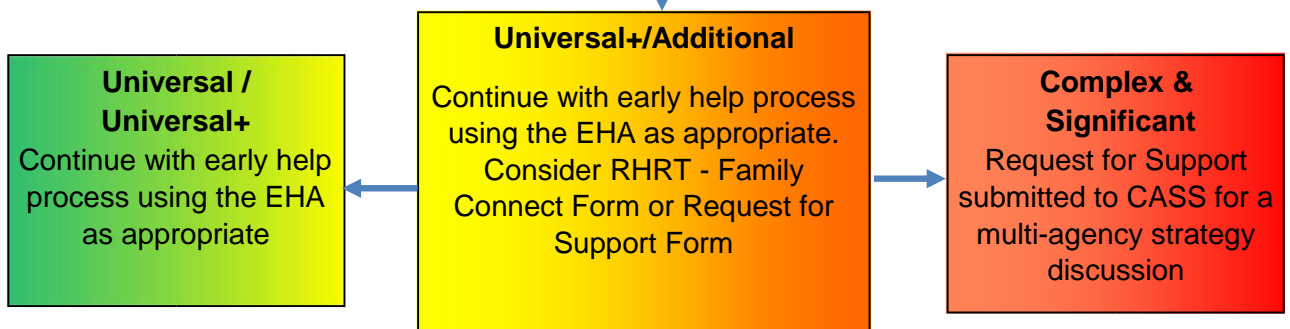 Universal /
Universal+
Continue with early help
process using the EHA
as appropriate
Universal+/Additional
Continue with early help process
using the EHA as appropriate.
Consider RHRT - Family
Connect Form or Request for
Support Form
Complex &
Significant
Request for Support
submitted to CASS for a
multi-agency strategy
discussion